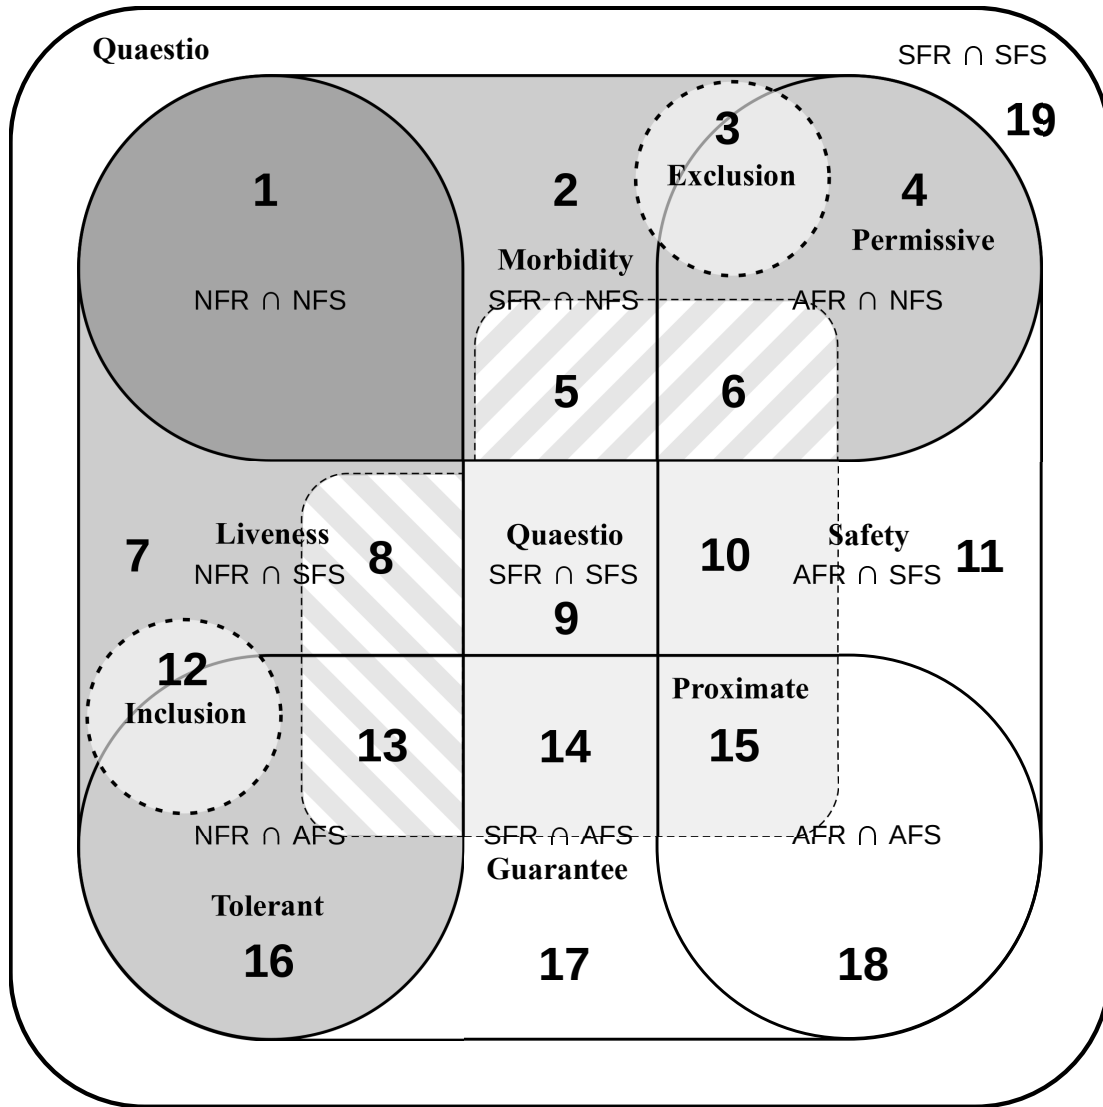 Quaestio
SFR ∩ SFS
19
3
Exclusion
1
2
4
Permissive
Morbidity
NFR ∩ NFS
SFR ∩ NFS
AFR ∩ NFS
5
6
Liveness
Quaestio
Safety
7
8
10
11
NFR ∩ SFS
SFR ∩ SFS
AFR ∩ SFS
9
12
Inclusion
Proximate
13
14
15
NFR ∩ AFS
SFR ∩ AFS
AFR ∩ AFS
Guarantee
Tolerant
16
17
18